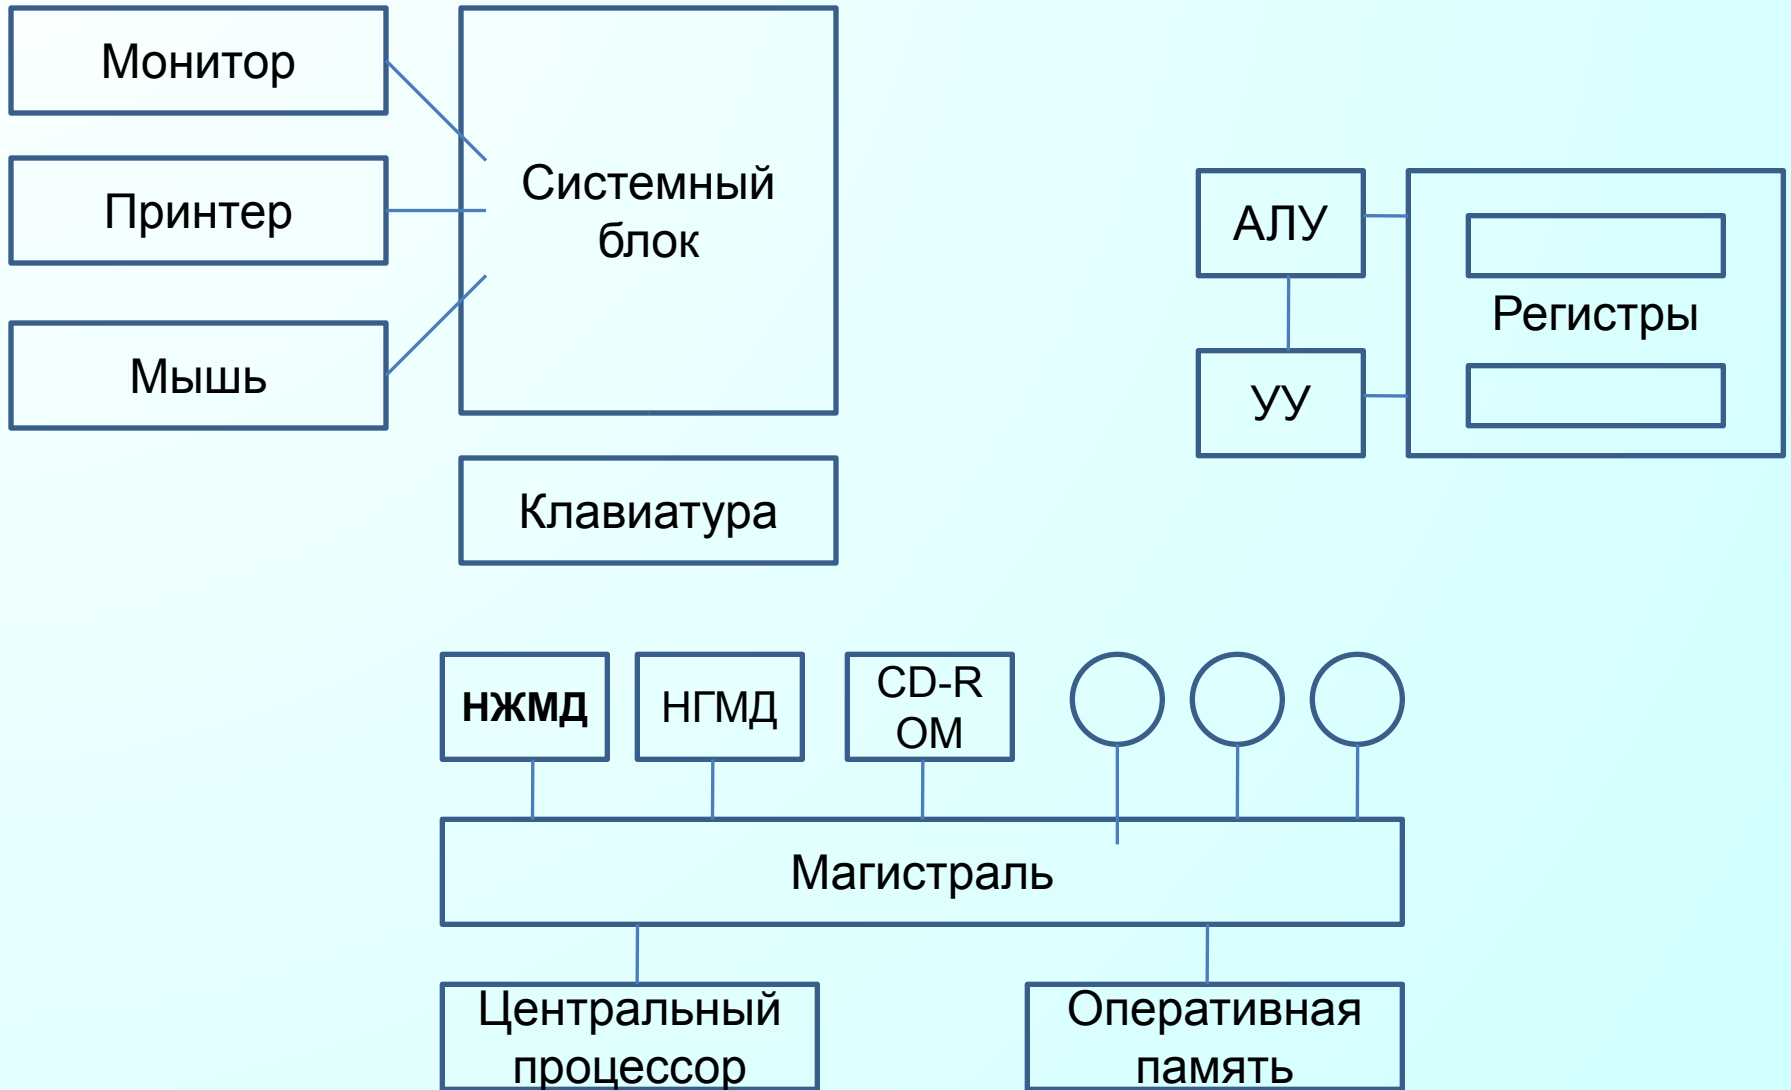 Монитор
Принтер
Мышь
Системный
блок
Клавиатура
АЛУ
УУ
Регистры
НЖМД
НГМД
CD-R
OM
Магистраль
Центральный
процессор
Оперативная
память